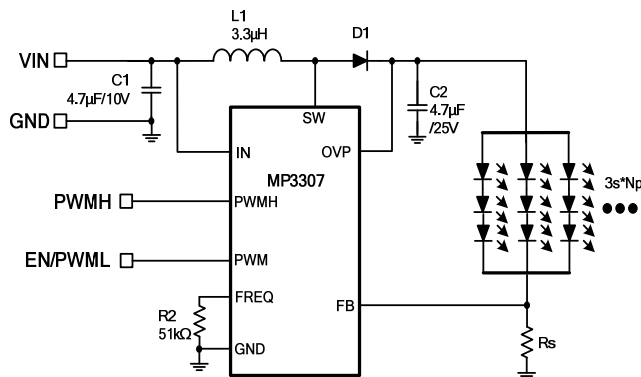 L1
3.3µH
D1
VIN
C1
4.7µF/10V
C2
4.7µF
/25V
GND
SW
IN
OVP
MP3307
3s*Np
PWMH
PWMH
EN/PWML
PWM
FREQ
R2
51kΩ
FB
GND
Rs